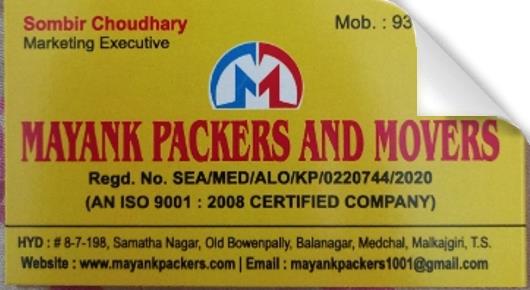 Sombir Choudhary
Mob. : 93
Marketing Executive
M
MAYANK PACKERS AND MOVERS
Regd. No. SEA/MED/ALO/KP/0220744/2020
(AN ISO 9001 : 2008 CERTIFIED COMPANY)
HYD : # 8-7-198, Samatha Nagar, Old Bowenpally, Balanagar, Medchal, Malkajgiri, T.S.
Website : www.mayankpackers.com | Email : mayankpackers1001@gmail.com